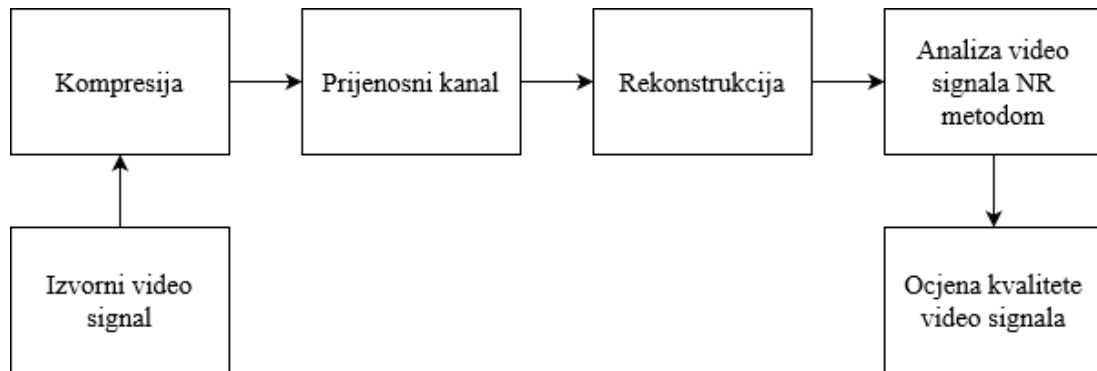 Kompresija
Prijenosni kanal
Rekonstrukcija
Analiza video
signala NR
metodom
Izvorni video
signal
Ocjena kvalitete
video signala